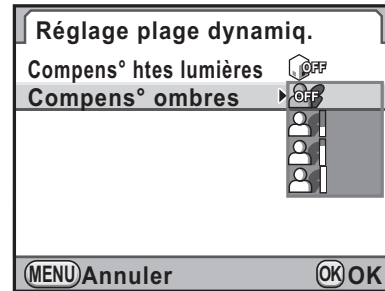 Réglage plage dynamiq.
Compens° htes lumières OFF
Compens° ombres OFF
MENU Annuler OK OK